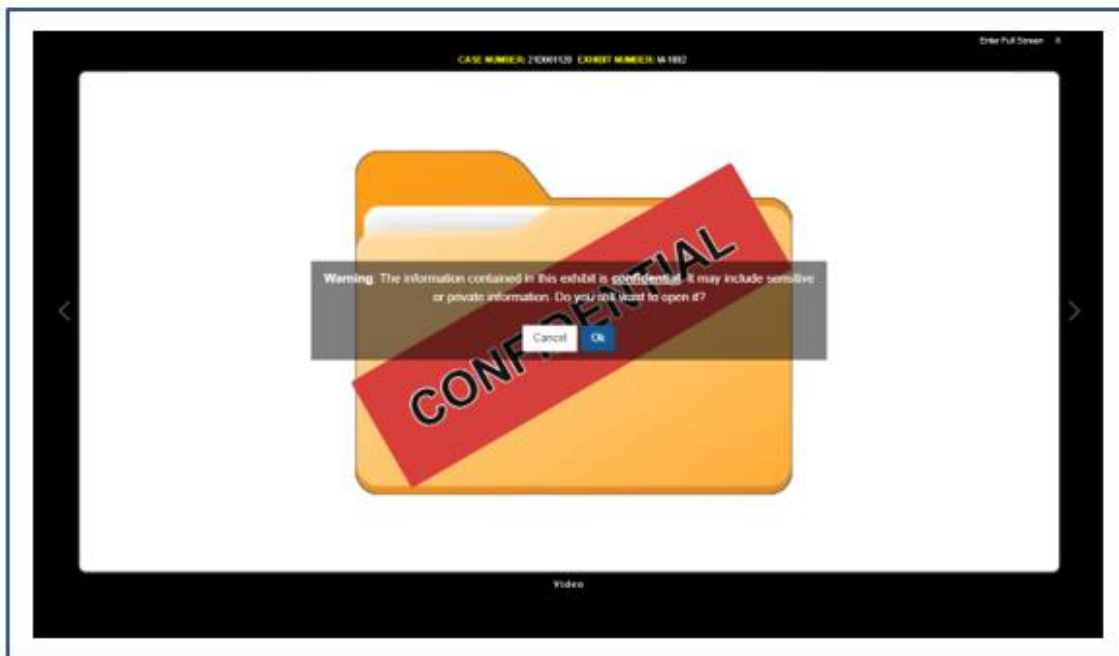 Enter Full Screen X
CASE NUMBER: 21D001120 EXHIBIT NUMBER: M-1002
CONFIDENTIAL
Warning. The information contained in this exhibit is confidential. It may include sensitive
or private information. Do you still want to open it?
Cancel Ok
Video